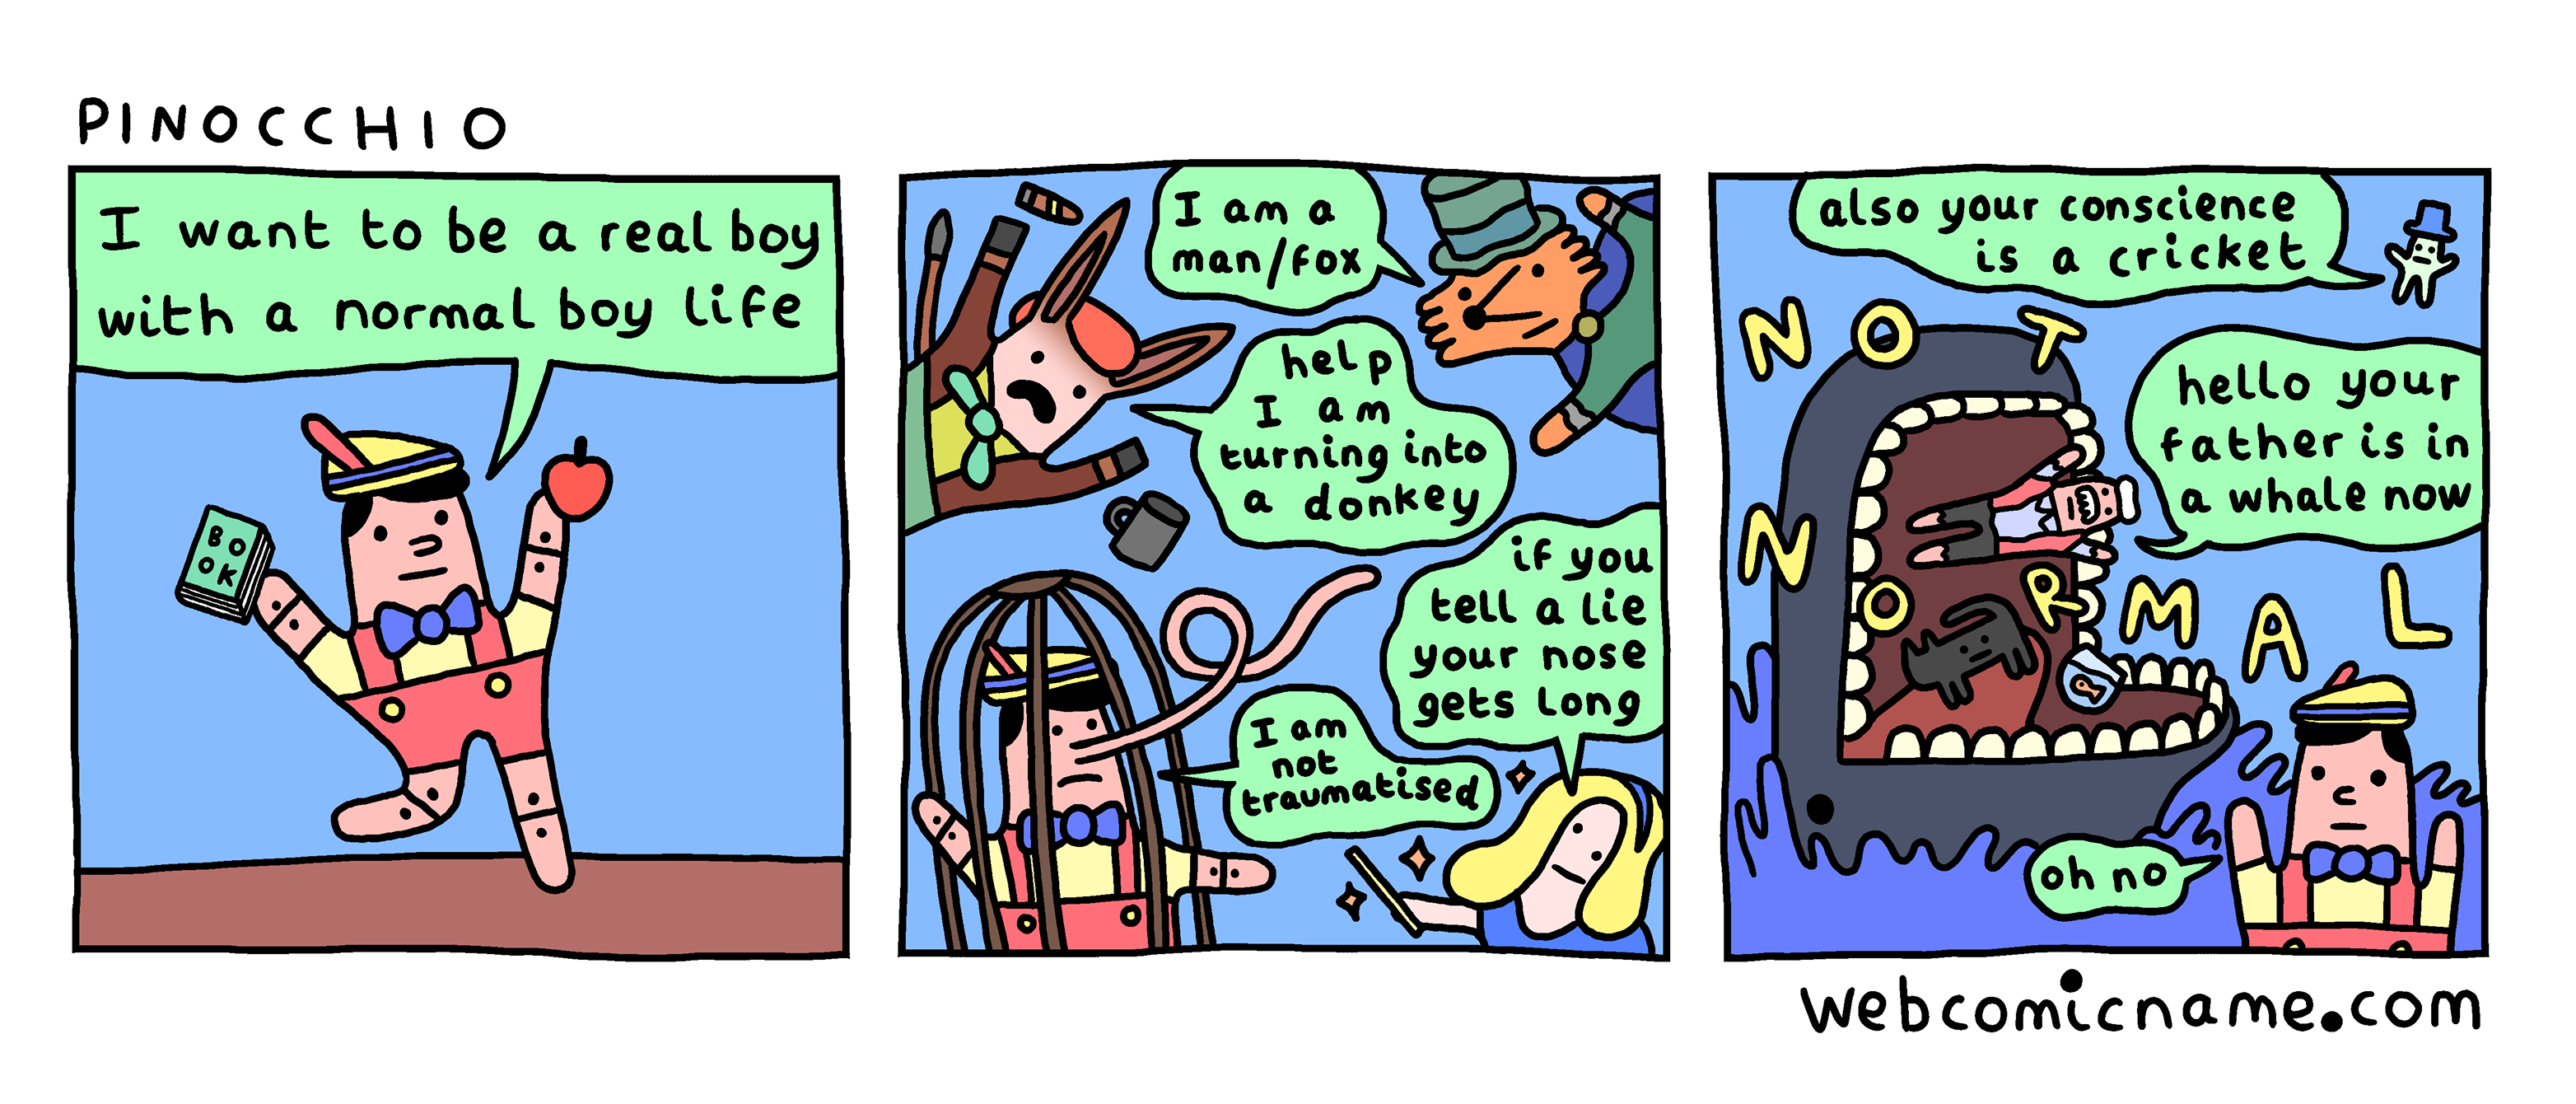 PINOCCHIO
I want to be a real boy
with a normal boy life
BO
OK
I am a
man/fox
help
I am
turning into
a donkey
if you
tell a lie
your nose
gets long
I am
not
traumatised
also your conscience
is a cricket
NOT
hello your
father is in
a whale now
NORMAL
oh no
webcomicname.com